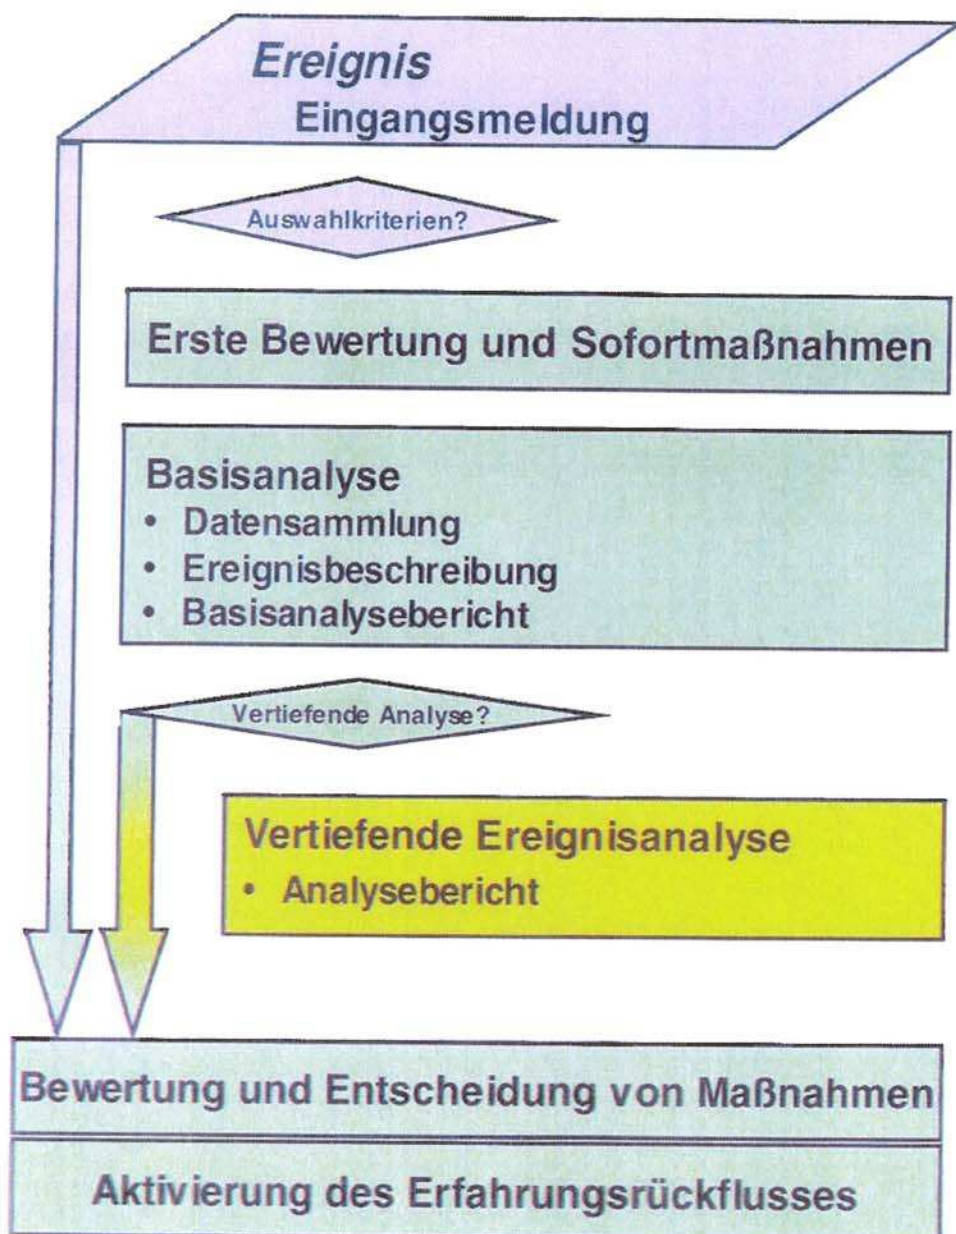 Ereignis
Eingangsmeldung
Auswahlkriterien?
Erste Bewertung und Sofortmaßnahmen
Basisanalyse
• Datensammlung
• Ereignisbeschreibung
• Basisanalysebericht
Vertiefende Analyse?
Vertiefende Ereignisanalyse
• Analysebericht
Bewertung und Entscheidung von Maßnahmen
Aktivierung des Erfahrungsrückflusses